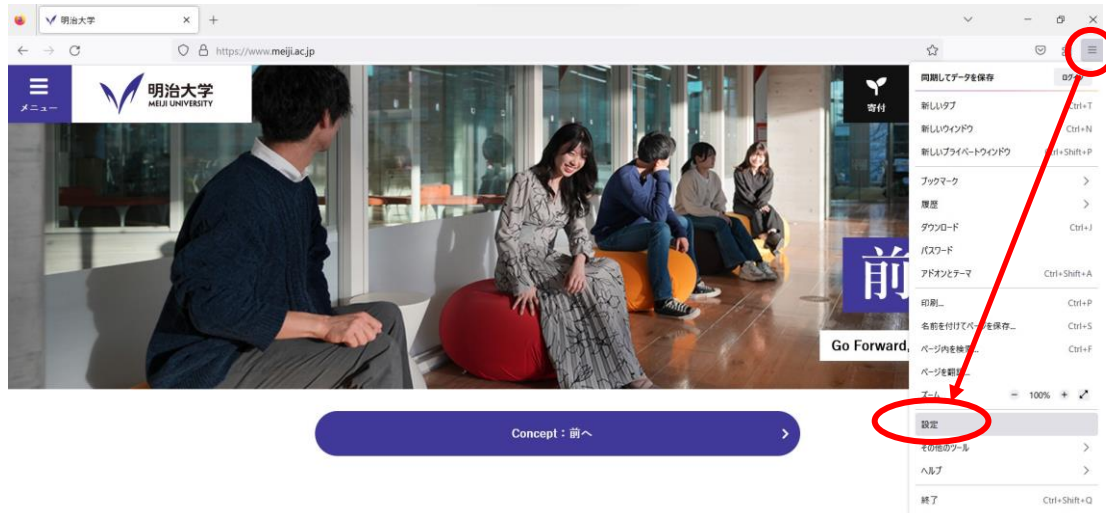 明治大学
https://www.meiji.ac.jp
メニュー
明治大学
MEIJI UNIVERSITY
寄付
前
Go Forward,
Concept：前へ
同期してデータを保存
新しいタブ Ctrl+T
新しいウィンドウ Ctrl+N
新しいプライベートウィンドウ Ctrl+Shift+P
ブックマーク
履歴
ダウンロード Ctrl+J
パスワード
アドオンとテーマ Ctrl+Shift+A
印刷... Ctrl+P
名前を付けてページを保存... Ctrl+S
ページ内を検索... Ctrl+F
ページを翻訳...
ズーム 100%
設定
その他のツール
ヘルプ
終了 Ctrl+Shift+Q